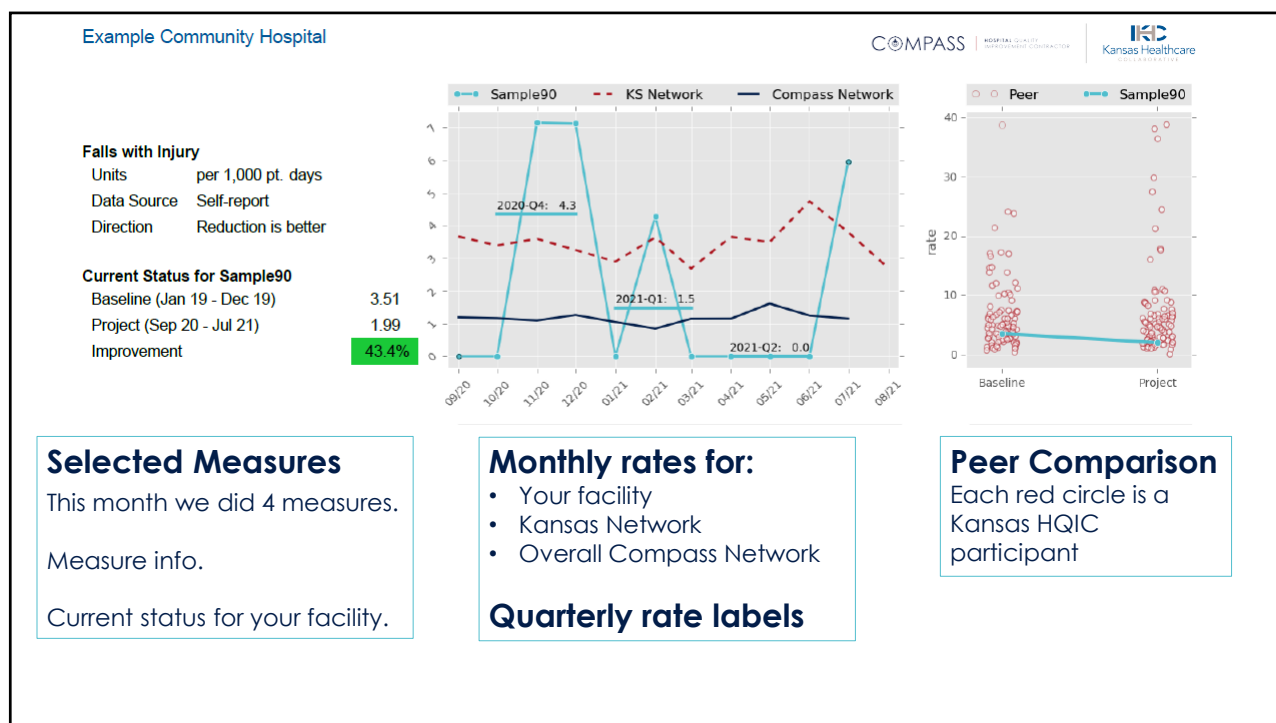 Example Community Hospital
COMPASS
HOSPITAL QUALITY
IMPROVEMENT CONTRACTOR
KHC
Kansas Healthcare
COLLABORATIVE
Falls with Injury
Units per 1,000 pt. days
Data Source Self-report
Direction Reduction is better
Current Status for Sample90
Baseline (Jan 19 - Dec 19) 3.51
Project (Sep 20 - Jul 21) 1.99
Improvement 43.4%
Sample90 KS Network Compass Network
7
6
5
4
3
2
1
0
2020-Q4: 4.3
2021-Q1: 1.5
2021-Q2: 0.0
09/20 10/20 11/20 12/20 01/21 02/21 03/21 04/21 05/21 06/21 07/21 08/21
Peer Sample90
40
30
20
10
0
rate
Baseline Project
Selected Measures
This month we did 4 measures.
Measure info.
Current status for your facility.
Monthly rates for:
• Your facility
• Kansas Network
• Overall Compass Network
Quarterly rate labels
Peer Comparison
Each red circle is a
Kansas HQIC
participant